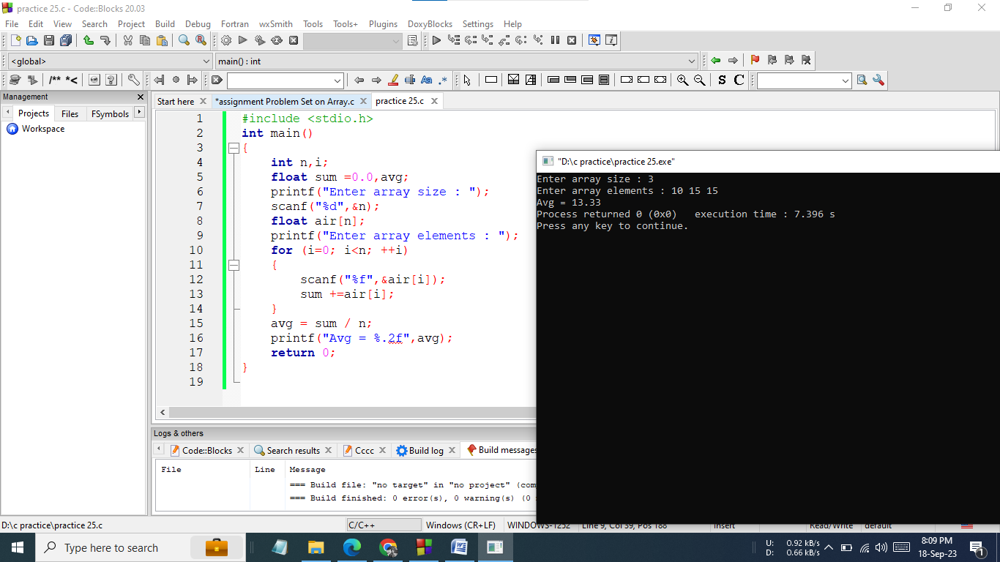 practice 25.c - Code::Blocks 20.03
File Edit View Search Project Build Debug Fortran wxSmith Tools Tools+ Plugins DoxyBlocks Settings Help
<global> main() : int
/** *< Aa .* S C
Management
Projects Files FSymbols
Workspace
Start here *assignment Problem Set on Array.c practice 25.c
1 #include <stdio.h>
2 int main()
3 {
4 int n,i;
5 float sum =0.0,avg;
6 printf("Enter array size : ");
7 scanf("%d",&n);
8 float air[n];
9 printf("Enter array elements : ");
10 for (i=0; i<n; ++i)
11 {
12 scanf("%f",&air[i]);
13 sum +=air[i];
14 }
15 avg = sum / n;
16 printf("Avg = %.2f",avg);
17 return 0;
18 }
19
"D:\c practice\practice 25.exe"
Enter array size : 3
Enter array elements : 10 15 15
Avg = 13.33
Process returned 0 (0x0) execution time : 7.396 s
Press any key to continue.
Logs & others
Code::Blocks Search results Cccc Build log Build messages
File Line Message
=== Build file: "no target" in "no project" (com
=== Build finished: 0 error(s), 0 warning(s) (0
D:\c practice\practice 25.c C/C++ Windows (CR+LF) WINDOWS-1252 Line 9, Col 39, Pos 188 Insert Read/Write default
Type here to search
U: 0.92 kB/s
D: 0.66 kB/s
8:09 PM
18-Sep-23
1